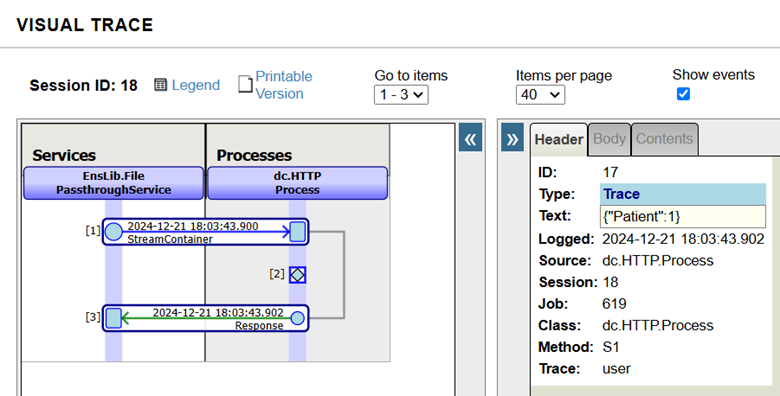 VISUAL TRACE
Session ID: 18
Legend
Printable
Version
Go to items
1 - 3
Items per page
40
Show events
«
»
Services
Processes
EnsLib.File
PassthroughService
dc.HTTP
Process
[1]
2024-12-21 18:03:43.900
StreamContainer
[2]
[3]
2024-12-21 18:03:43.902
Response
Header
Body
Contents
ID: 17
Type: Trace
Text: {"Patient":1}
Logged: 2024-12-21 18:03:43.902
Source: dc.HTTP.Process
Session: 18
Job: 619
Class: dc.HTTP.Process
Method: S1
Trace: user